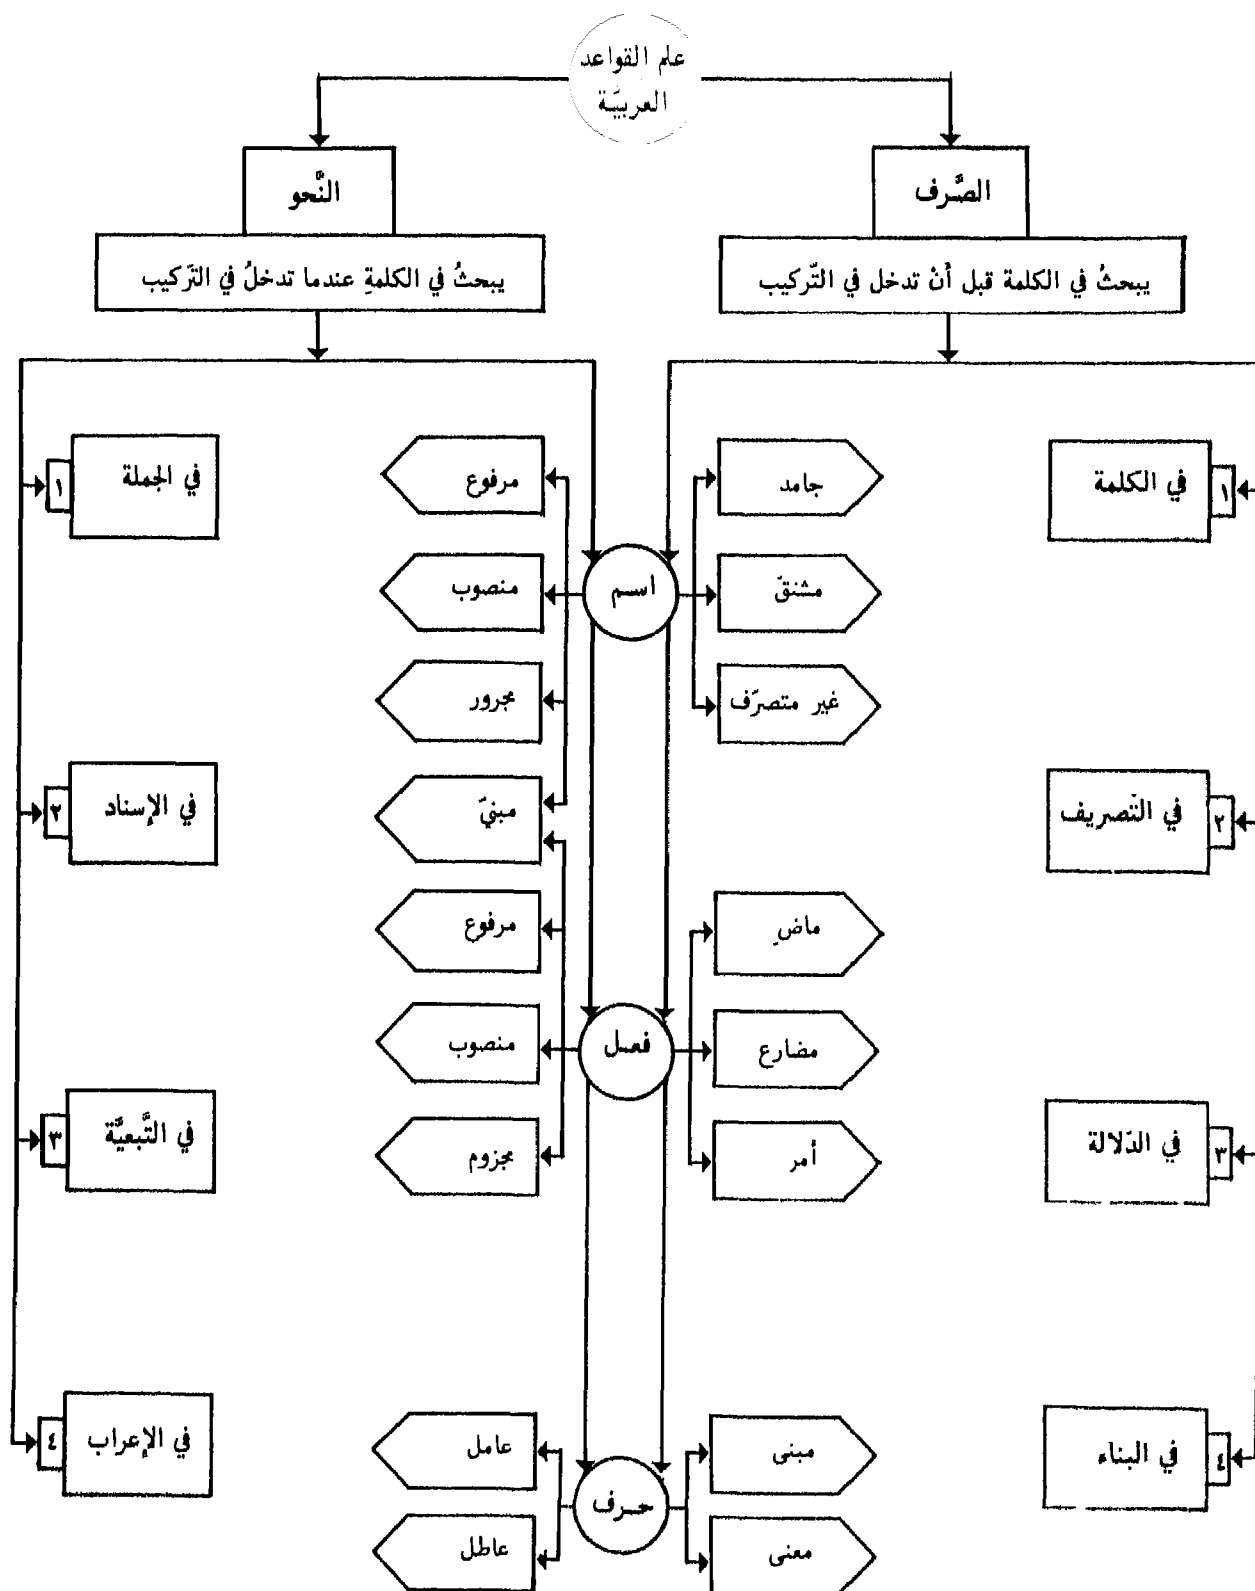 علم القواعد
العربيّة
الصَّرف
يبحثُ في الكلمة قبل أنْ تدخل في التّركيب
النَّحو
يبحثُ في الكلمةِ عندما تدخلُ في التّركيب
١
في الكلمة
٢
في التّصريف
٣
في الدّلالة
٤
في البناء
اسم
جامد
مشتقّ
غير متصرّف
مرفوع
منصوب
مجرور
مبنيّ
فعل
ماضٍ
مضارع
أمر
مرفوع
منصوب
مجزوم
حرف
مبنى
معنى
عامل
عاطل
في الجملة
١
في الإسناد
٢
في التَّبعيَّة
٣
في الإعراب
٤